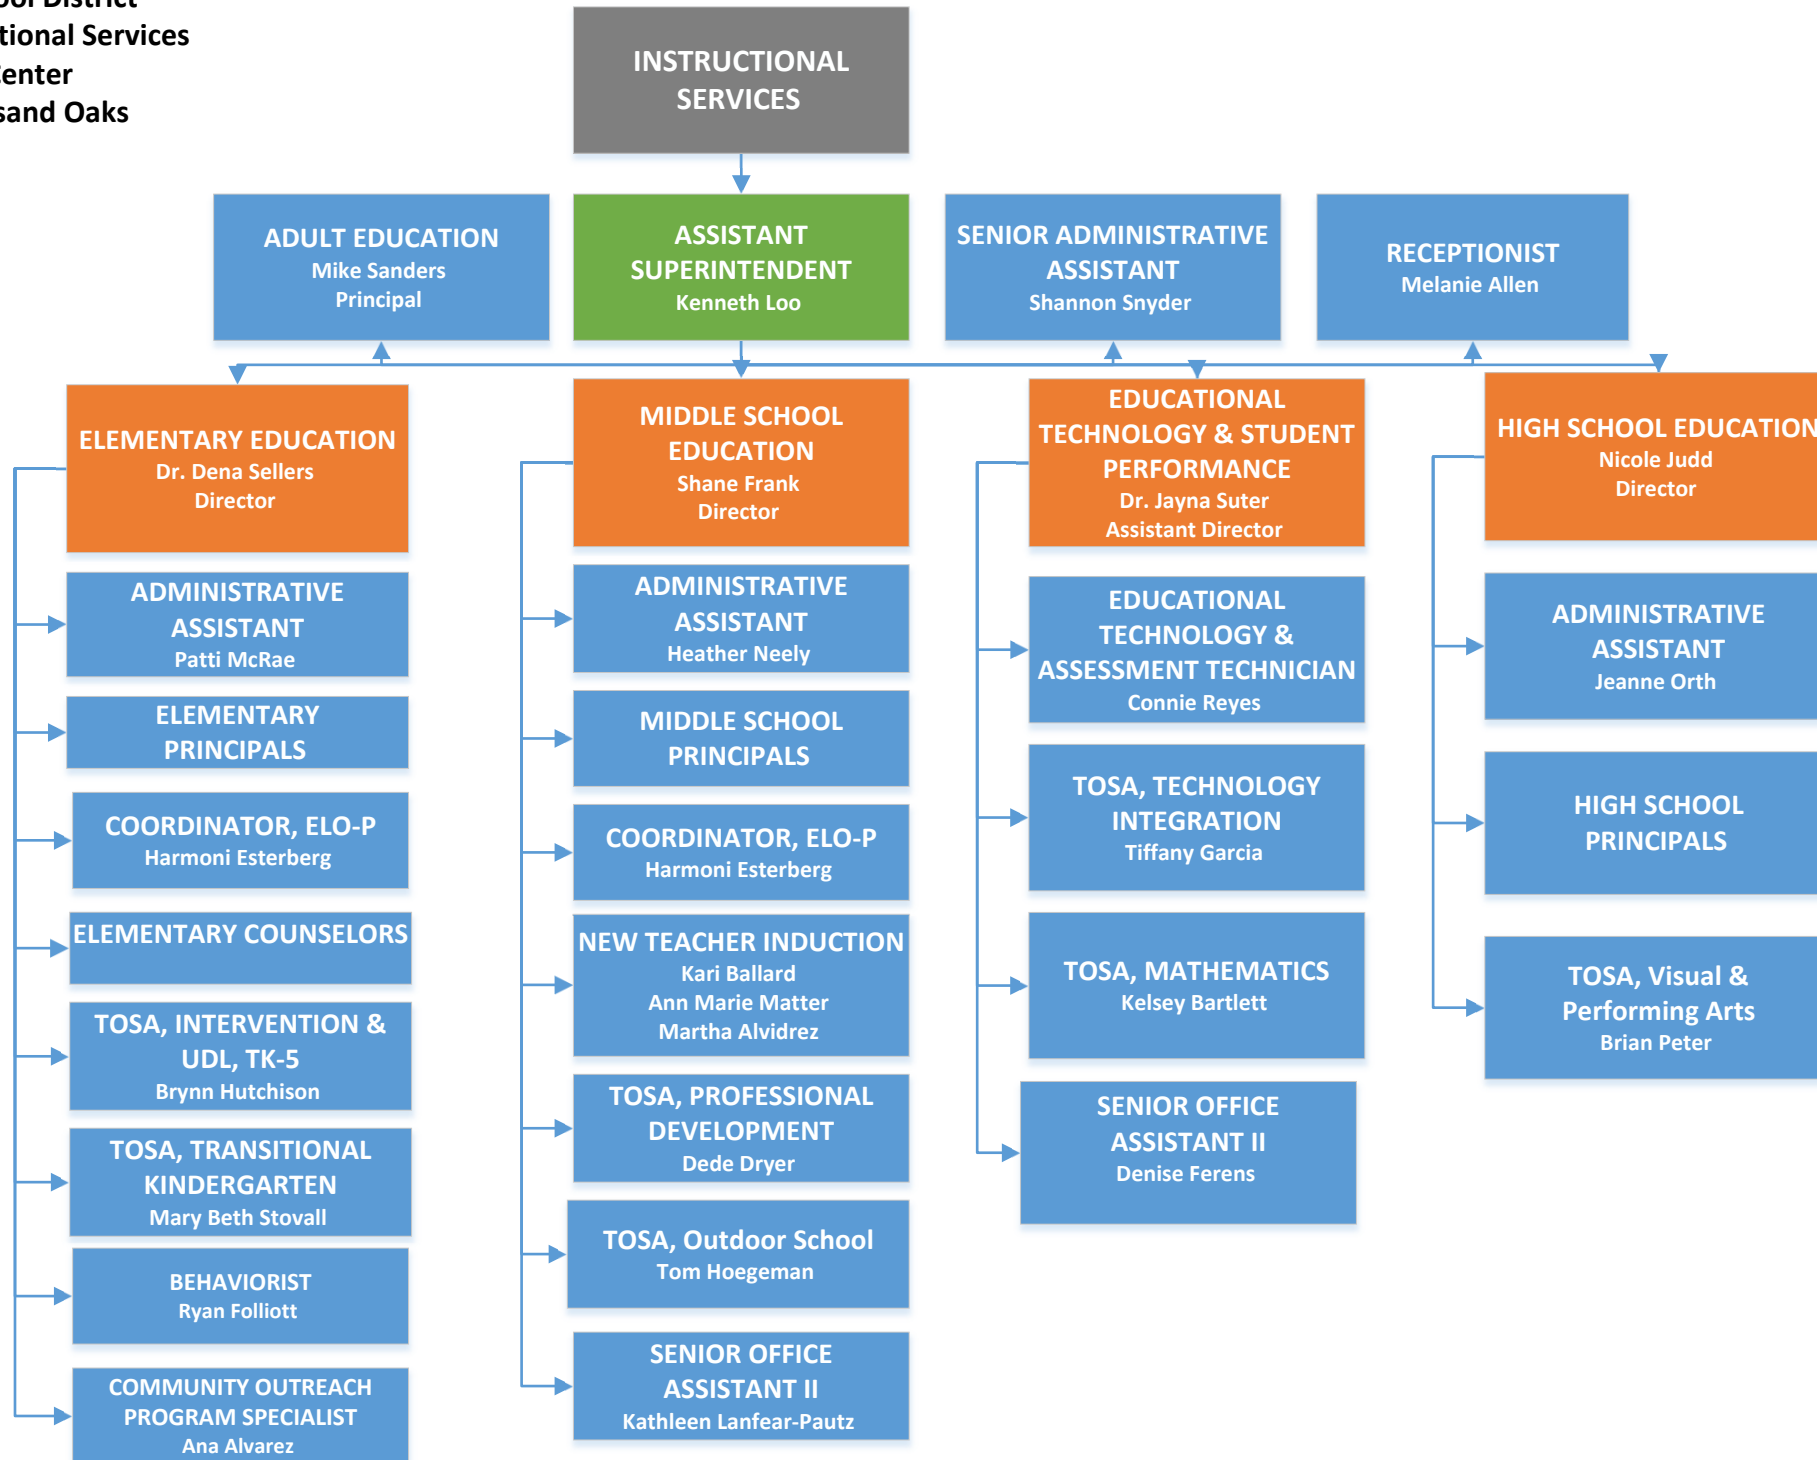 ool District
tional Services
Center
sand Oaks
INSTRUCTIONAL
SERVICES
ADULT EDUCATION
Mike Sanders
Principal
ASSISTANT
SUPERINTENDENT
Kenneth Loo
SENIOR ADMINISTRATIVE
ASSISTANT
Shannon Snyder
RECEPTIONIST
Melanie Allen
ELEMENTARY EDUCATION
Dr. Dena Sellers
Director
ADMINISTRATIVE
ASSISTANT
Patti McRae
ELEMENTARY
PRINCIPALS
COORDINATOR, ELO-P
Harmoni Esterberg
ELEMENTARY COUNSELORS
TOSA, INTERVENTION &
UDL, TK-5
Brynn Hutchison
TOSA, TRANSITIONAL
KINDERGARTEN
Mary Beth Stovall
BEHAVIORIST
Ryan Folliott
COMMUNITY OUTREACH
PROGRAM SPECIALIST
Ana Alvarez
MIDDLE SCHOOL
EDUCATION
Shane Frank
Director
ADMINISTRATIVE
ASSISTANT
Heather Neely
MIDDLE SCHOOL
PRINCIPALS
COORDINATOR, ELO-P
Harmoni Esterberg
NEW TEACHER INDUCTION
Kari Ballard
Ann Marie Matter
Martha Alvidrez
TOSA, PROFESSIONAL
DEVELOPMENT
Dede Dryer
TOSA, Outdoor School
Tom Hoegeman
SENIOR OFFICE
ASSISTANT II
Kathleen Lanfear-Pautz
EDUCATIONAL
TECHNOLOGY & STUDENT
PERFORMANCE
Dr. Jayna Suter
Assistant Director
EDUCATIONAL
TECHNOLOGY &
ASSESSMENT TECHNICIAN
Connie Reyes
TOSA, TECHNOLOGY
INTEGRATION
Tiffany Garcia
TOSA, MATHEMATICS
Kelsey Bartlett
SENIOR OFFICE
ASSISTANT II
Denise Ferens
HIGH SCHOOL EDUCATION
Nicole Judd
Director
ADMINISTRATIVE
ASSISTANT
Jeanne Orth
HIGH SCHOOL
PRINCIPALS
TOSA, Visual &
Performing Arts
Brian Peter